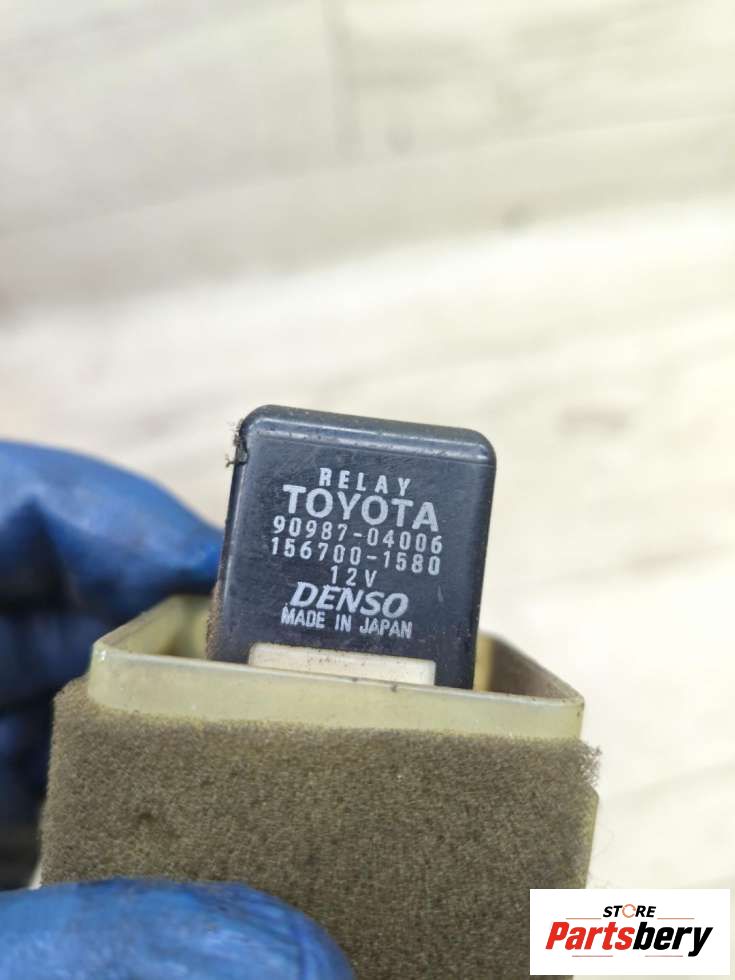 RELAY
TOYOTA
90987-04006
156700-1580
12V
DENSO
MADE IN JAPAN
STORE
Partsbery